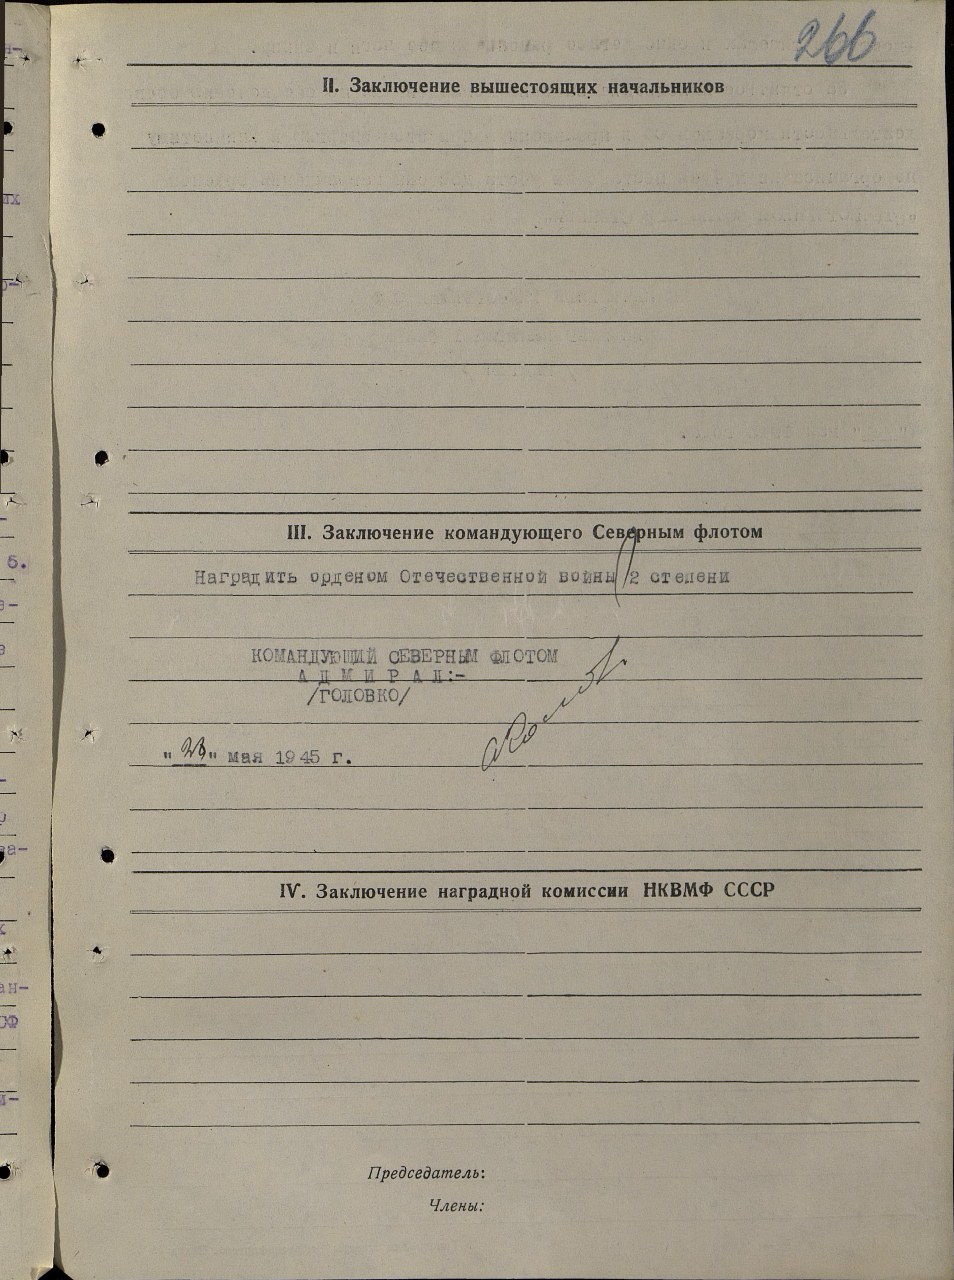 266
II. Заключение вышестоящих начальников
III. Заключение командующего Северным флотом
Наградить орденом Отечественной войны 2 степени
КОМАНДУЮЩИЙ СЕВЕРНЫМ ФЛОТОМ
А Д М И Р А Л:-
/ГОЛОВКО/
" " мая 1945 г.
IV. Заключение наградной комиссии НКВМФ СССР
Председатель:
Члены: